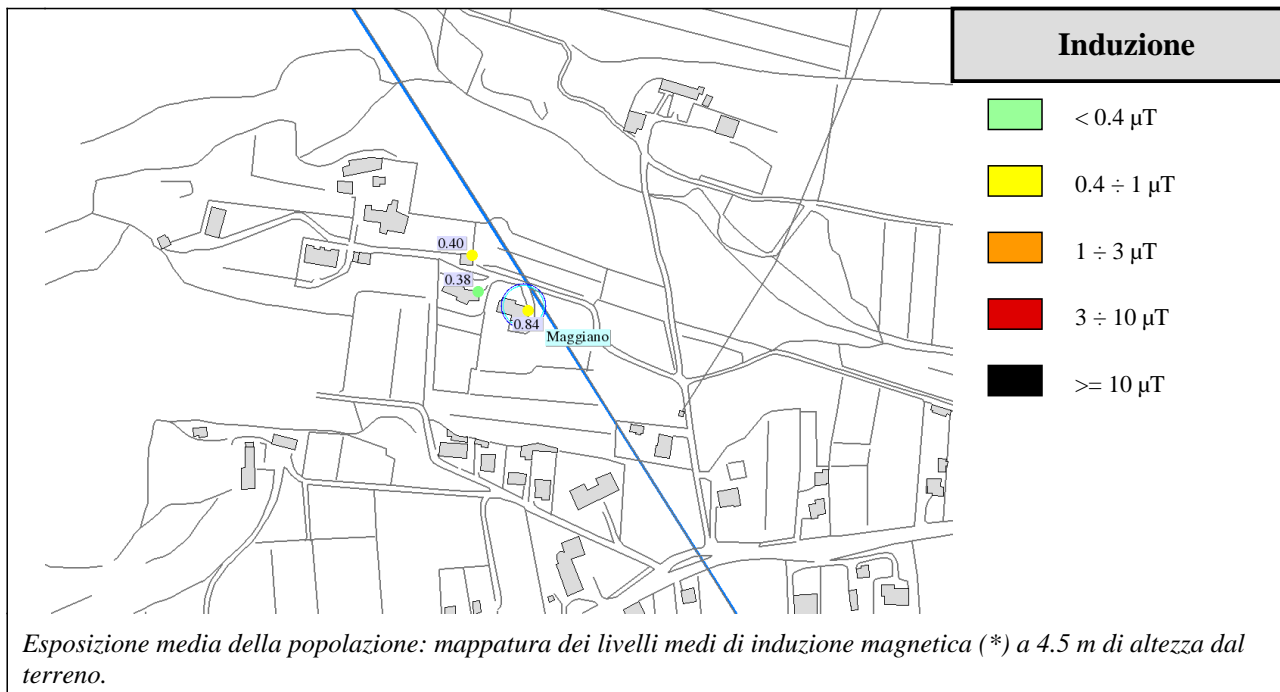 Induzione
< 0.4 µT
0.4 ÷ 1 µT
1 ÷ 3 µT
3 ÷ 10 µT
>= 10 µT
0.40
0.38
0.84
Maggiano
Esposizione media della popolazione: mappatura dei livelli medi di induzione magnetica (*) a 4.5 m di altezza dal
terreno.